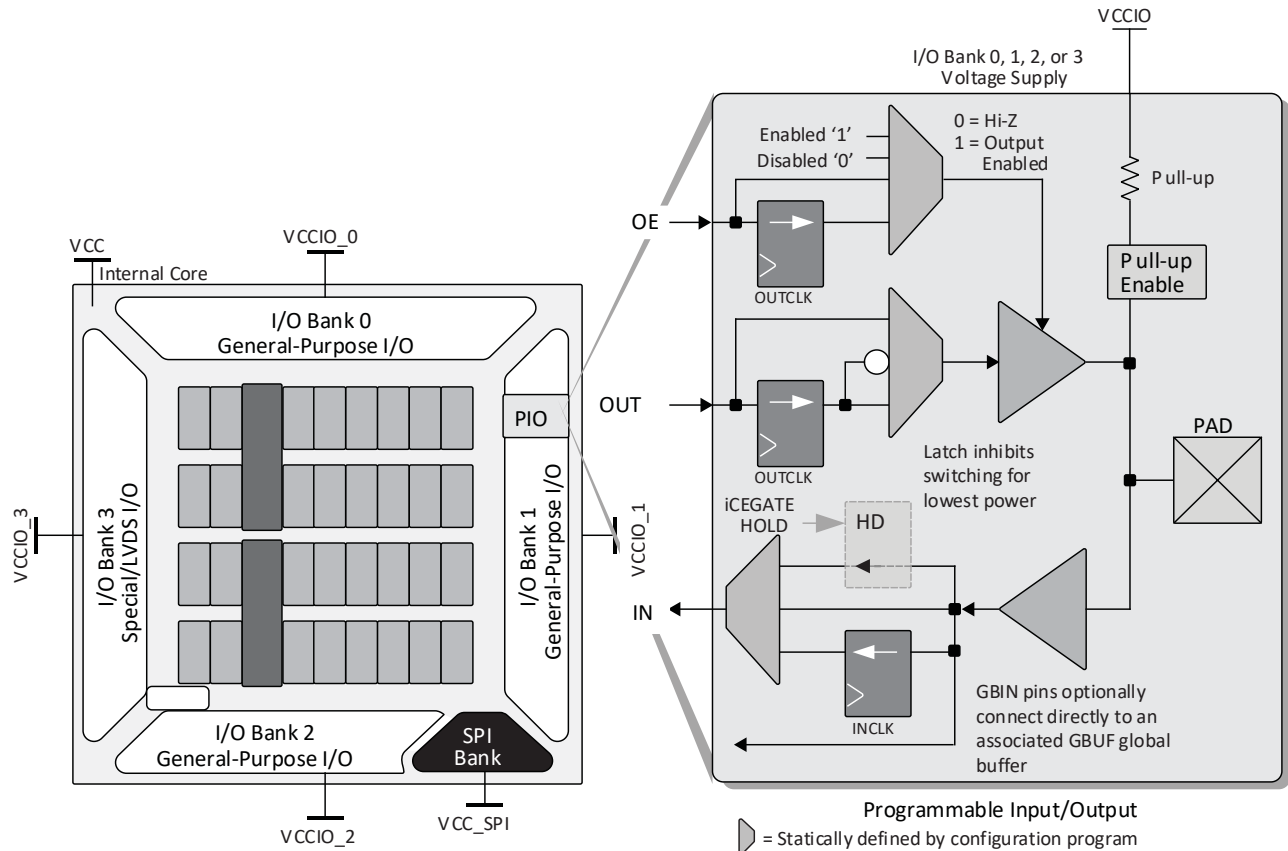 VCCIO
I/O Bank 0, 1, 2, or 3
Voltage Supply
Enabled ‘1’
Disabled ‘0’
0 = Hi-Z
1 = Output
Enabled
Pull-up
OE
OUTCLK
Pull-up
Enable
VCC
Internal Core
VCCIO_0
I/O Bank 0
General-Purpose I/O
PIO
OUT
OUTCLK
PAD
Latch inhibits
switching for
lowest power
iCEGATE
HOLD
HD
VCCIO_3
I/O Bank 3
Special/LVDS I/O
I/O Bank 1
General-Purpose I/O
VCCIO_1
IN
INCLK
GBIN pins optionally
connect directly to an
associated GBUF global
buffer
I/O Bank 2
General-Purpose I/O
SPI
Bank
VCCIO_2
VCC_SPI
Programmable Input/Output
= Statically defined by configuration program